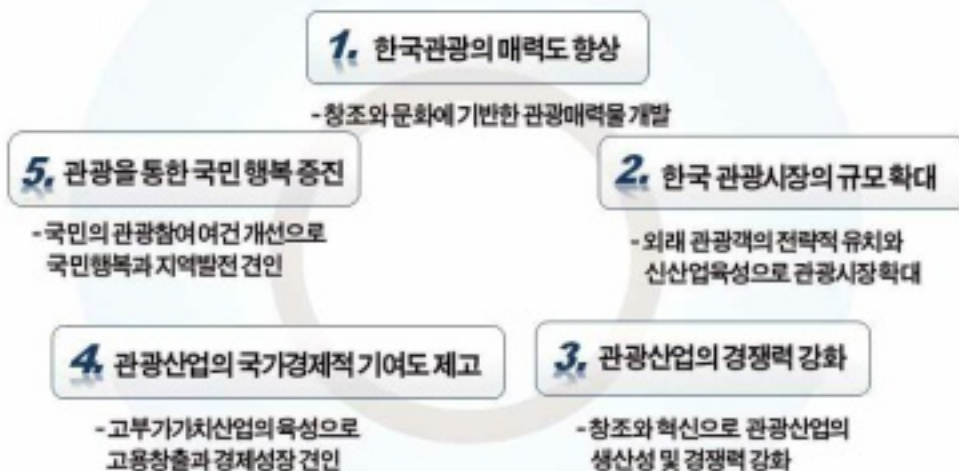 1. 한국관광의 매력도 향상
-창조와 문화에 기반한 관광매력물 개발
2. 한국 관광시장의 규모 확대
-외래 관광객의 전략적 유치와
신산업육성으로 관광시장확대
3. 관광산업의 경쟁력 강화
-창조와 혁신으로 관광산업의
생산성 및 경쟁력 강화
4. 관광산업의 국가경제적 기여도 제고
-고부가가치산업의 육성으로
고용창출과 경제성장 견인
5. 관광을 통한 국민 행복 증진
-국민의 관광참여여건 개선으로
국민행복과 지역발전 견인